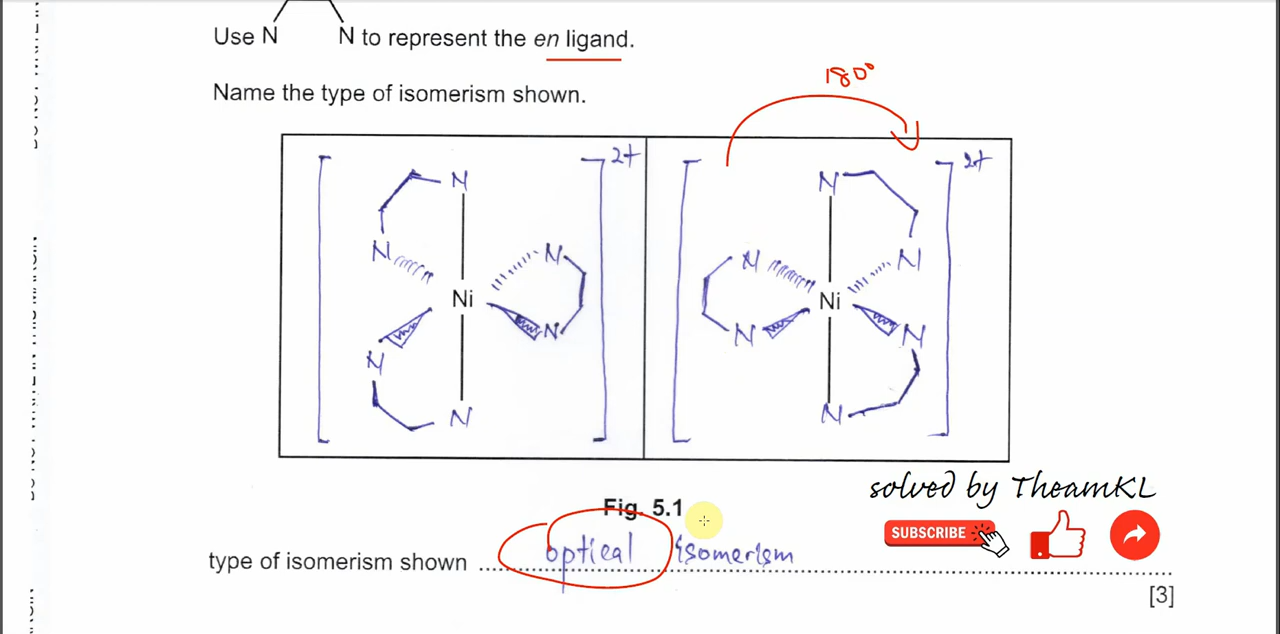 Use N N to represent the en ligand.
180°
Name the type of isomerism shown.
2+ 2+
N N
N N N N
Ni Ni
N N N N
N N
solved by TheamKL
Fig. 5.1
SUBSCRIBE
type of isomerism shown optical isomerism
[3]